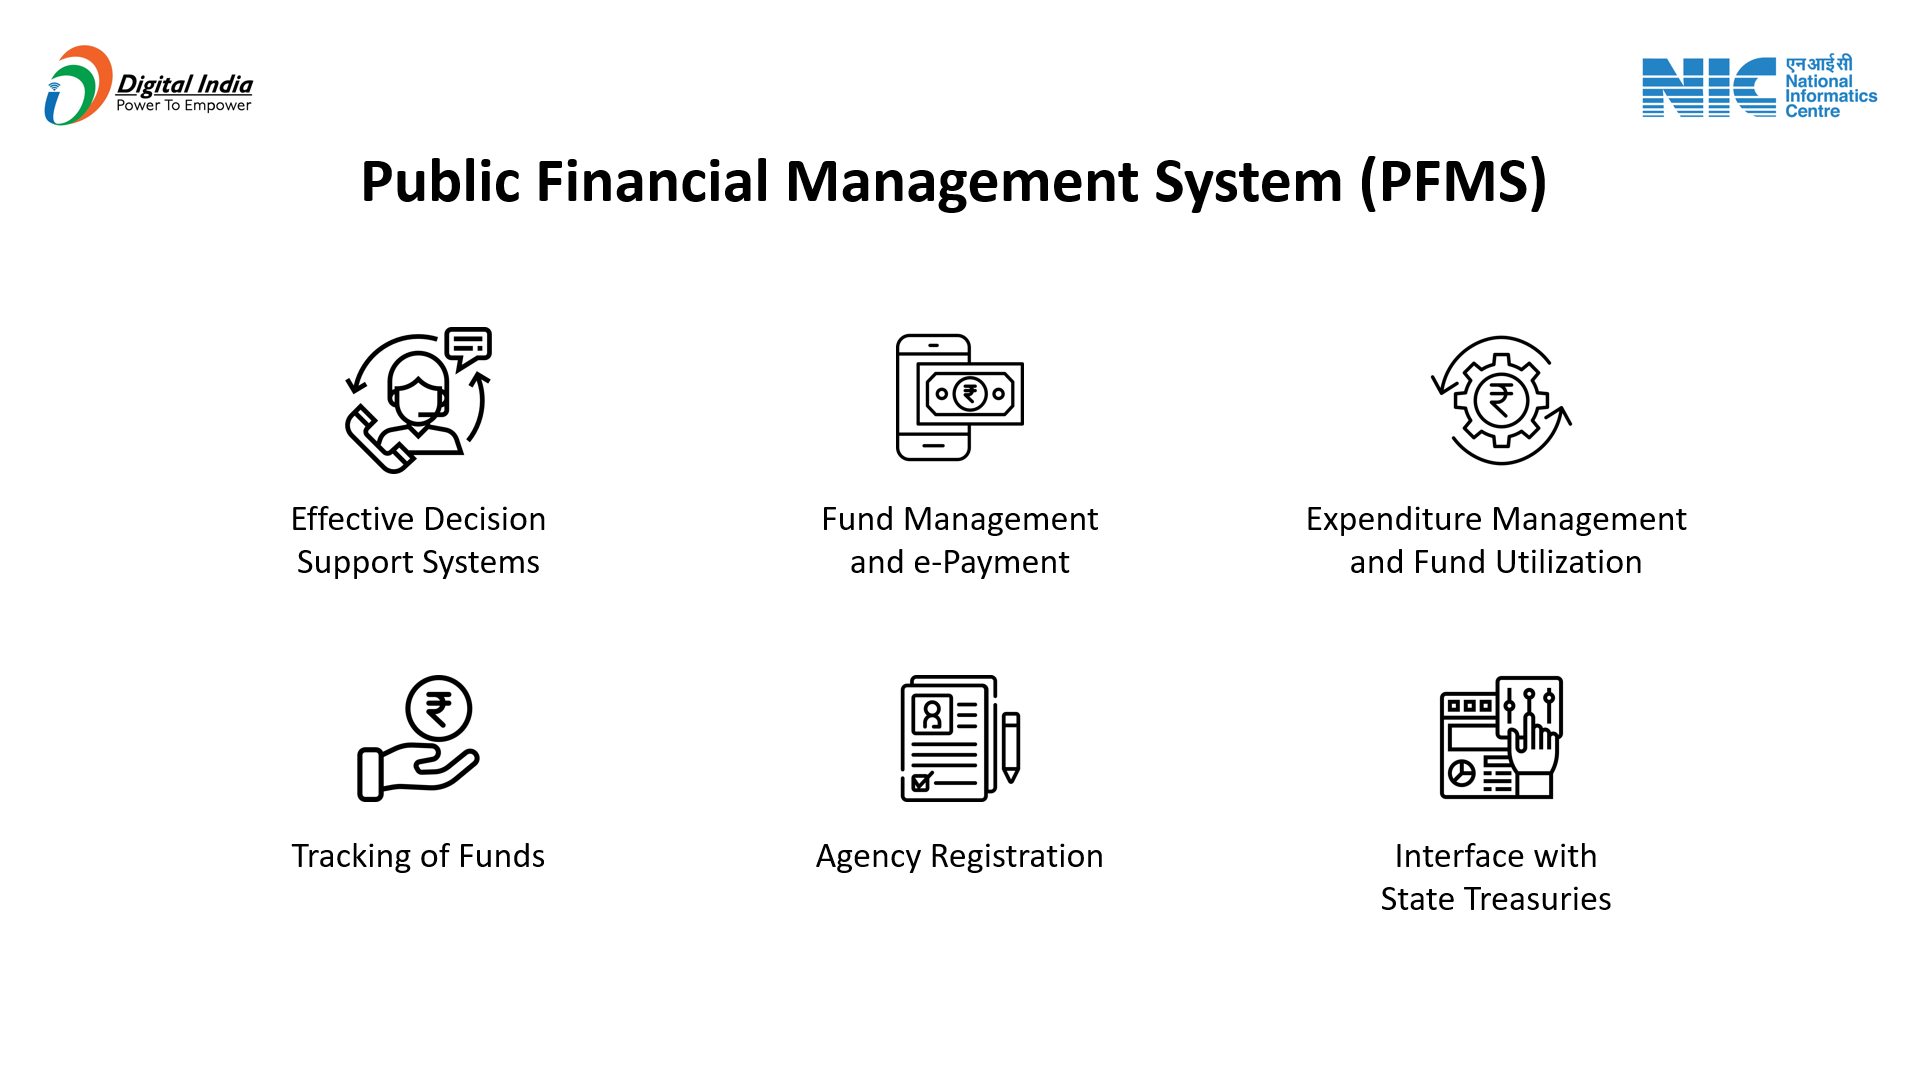 Digital India
Power To Empower
NIC
एनआईसी
National
Informatics
Centre
Public Financial Management System (PFMS)
Effective Decision
Support Systems
Fund Management
and e-Payment
Expenditure Management
and Fund Utilization
Tracking of Funds
Agency Registration
Interface with
State Treasuries